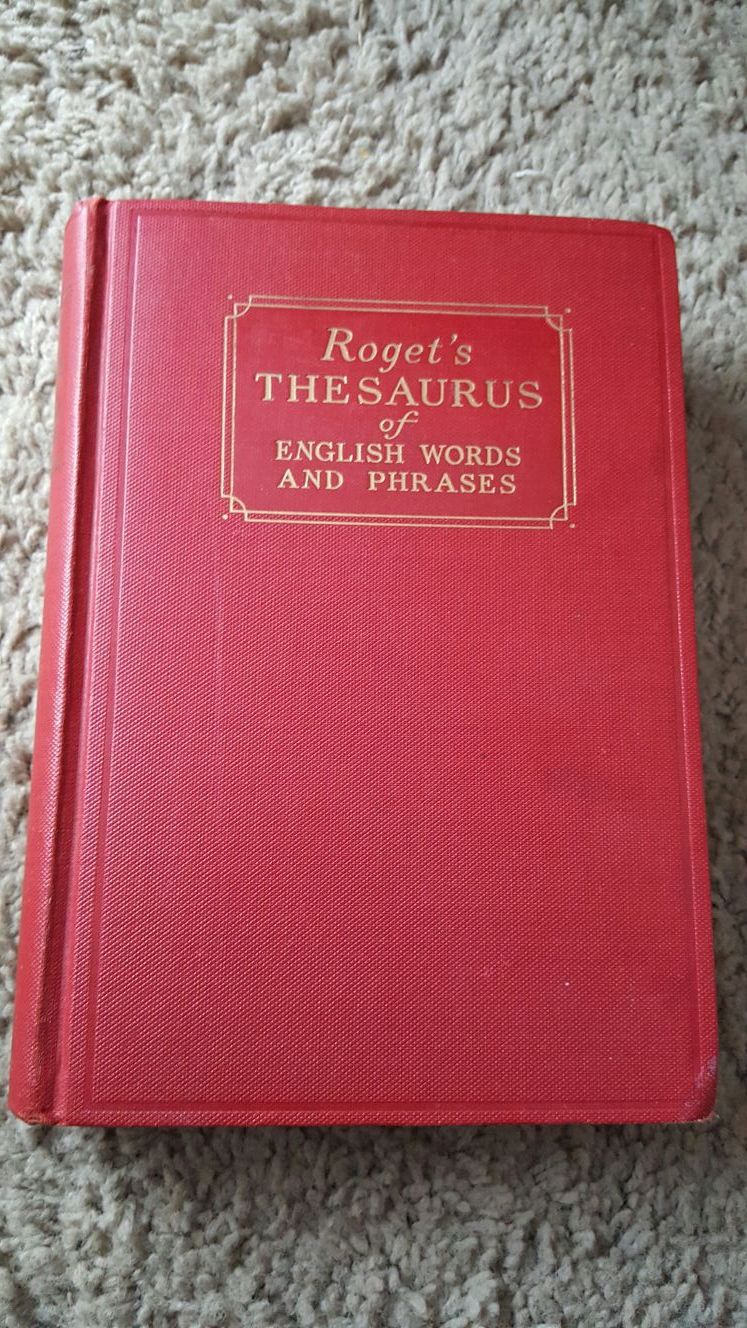 Roget's
THESAURUS
of
ENGLISH WORDS
AND PHRASES